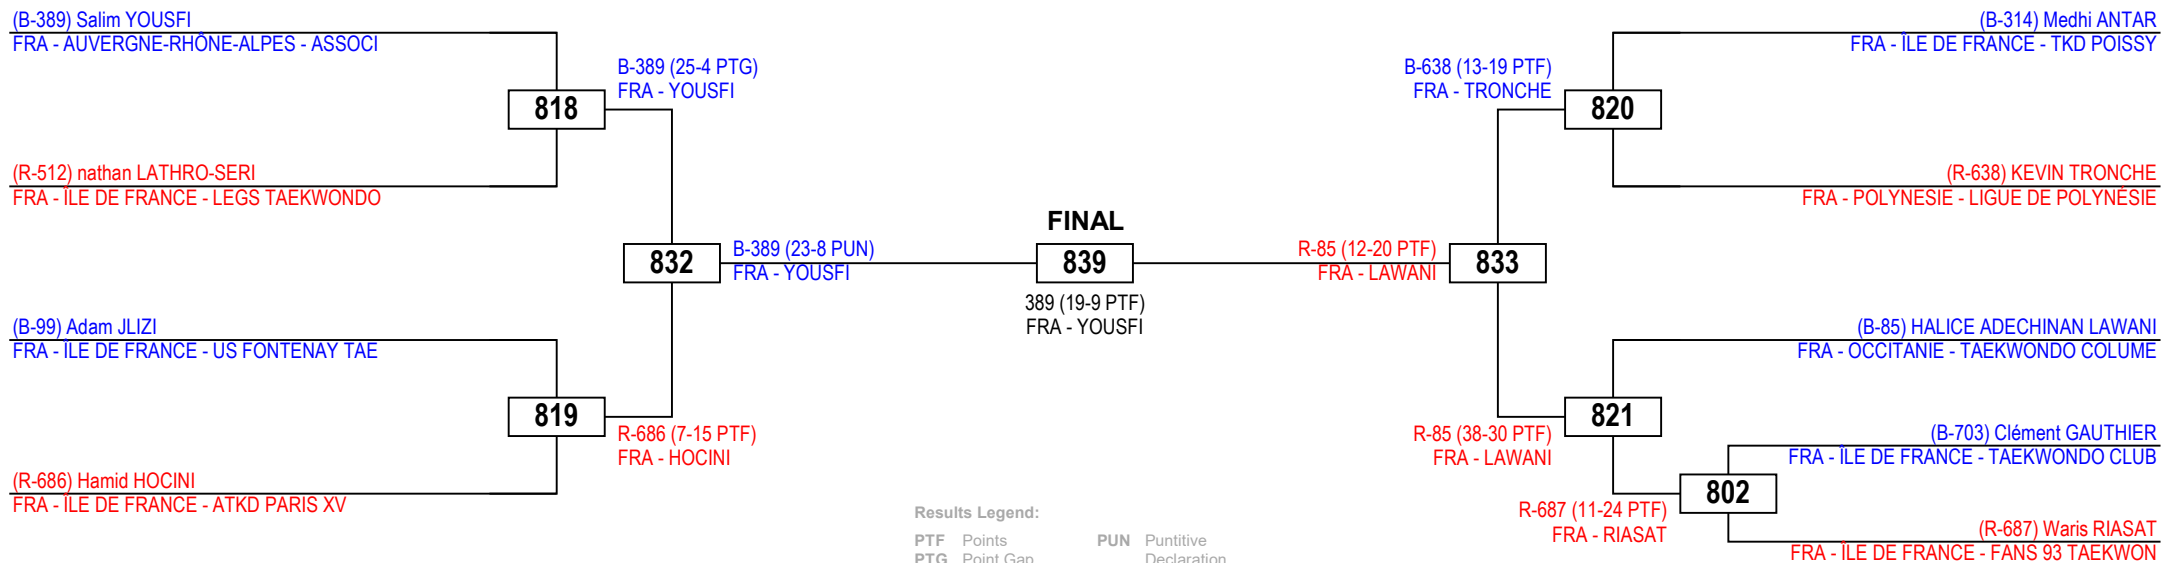 (B-389) Salim YOUSFI
FRA - AUVERGNE-RHÔNE-ALPES - ASSOCI
B-389 (25-4 PTG)
FRA - YOUSFI
818
(R-512) nathan LATHRO-SERI
FRA - ÎLE DE FRANCE - LEGS TAEKWONDO
832
B-389 (23-8 PUN)
FRA - YOUSFI
(B-99) Adam JLIZI
FRA - ÎLE DE FRANCE - US FONTENAY TAE
819
R-686 (7-15 PTF)
FRA - HOCINI
(R-686) Hamid HOCINI
FRA - ÎLE DE FRANCE - ATKD PARIS XV
FINAL
839
389 (19-9 PTF)
FRA - YOUSFI
(B-314) Medhi ANTAR
FRA - ÎLE DE FRANCE - TKD POISSY
B-638 (13-19 PTF)
FRA - TRONCHE
820
(R-638) KEVIN TRONCHE
FRA - POLYNESIE - LIGUE DE POLYNÉSIE
R-85 (12-20 PTF)
FRA - LAWANI
833
(B-85) HALICE ADECHINAN LAWANI
FRA - OCCITANIE - TAEKWONDO COLUME
821
R-85 (38-30 PTF)
FRA - LAWANI
(B-703) Clément GAUTHIER
FRA - ÎLE DE FRANCE - TAEKWONDO CLUB
802
R-687 (11-24 PTF)
FRA - RIASAT
(R-687) Waris RIASAT
FRA - ÎLE DE FRANCE - FANS 93 TAEKWON
Results Legend:
PTF Points PUN Puntitive
PTG Point Gap Declaration